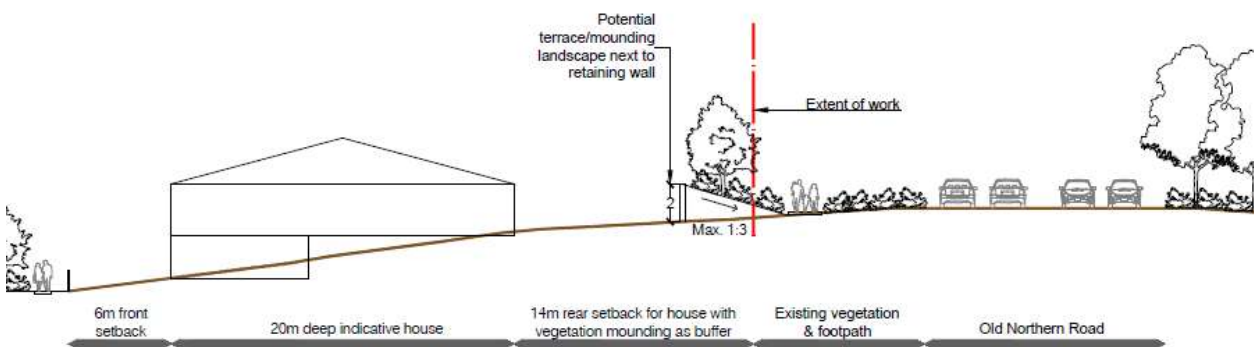 Potential
terrace/mounding
landscape next to
retaining wall
Extent of work
2
Max. 1:3
6m front
setback
20m deep indicative house
14m rear setback for house with
vegetation mounding as buffer
Existing vegetation
& footpath
Old Northern Road